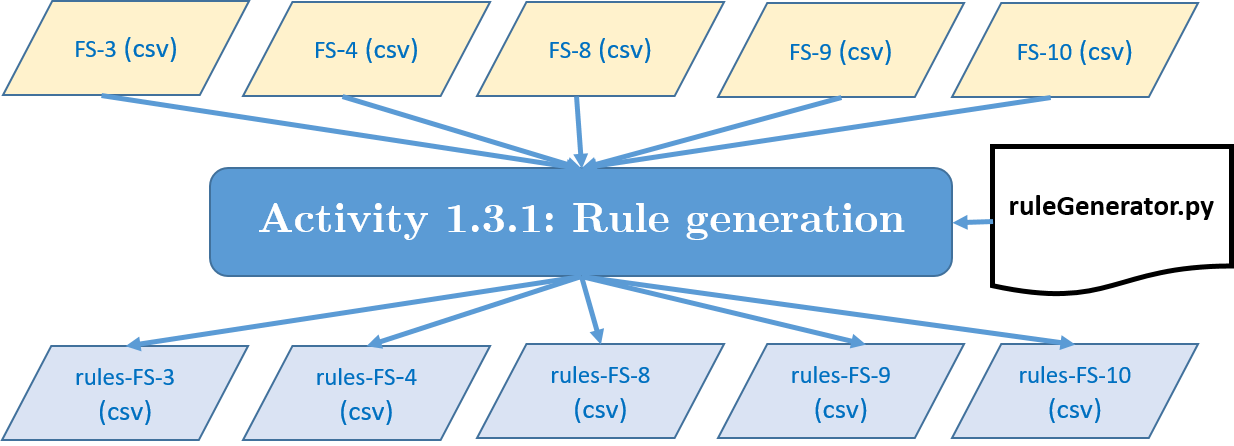 FS-3 (csv)
FS-4 (csv)
FS-8 (csv)
FS-9 (csv)
FS-10 (csv)
Activity 1.3.1: Rule generation
ruleGenerator.py
rules-FS-3
(csv)
rules-FS-4
(csv)
rules-FS-8
(csv)
rules-FS-9
(csv)
rules-FS-10
(csv)